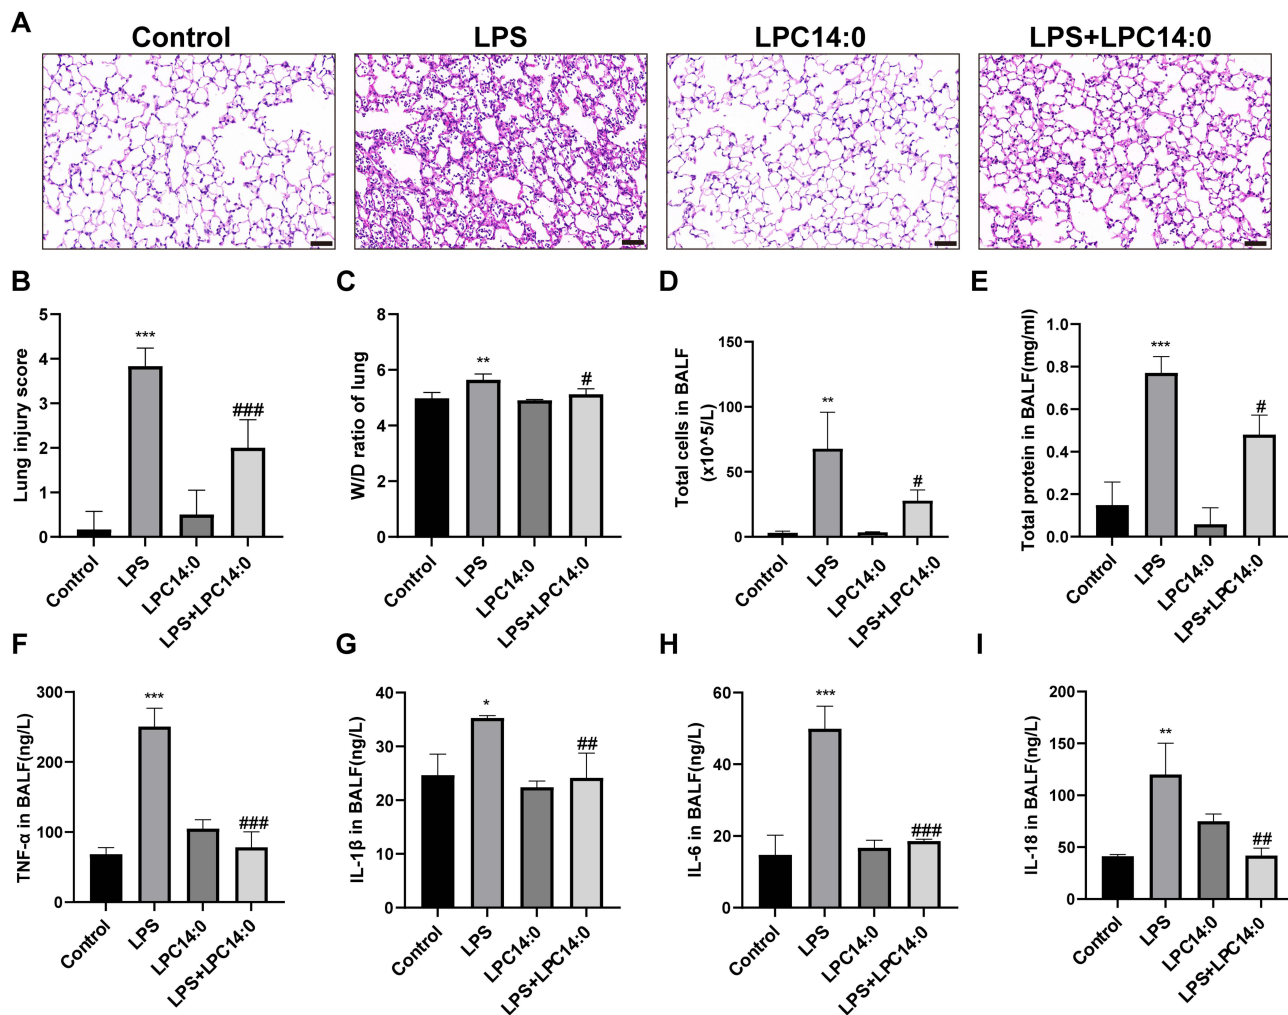 A
Control
LPS
LPC14:0
LPS+LPC14:0
B
Lung injury score
5
4
3
2
1
0
***
###
Control
LPS
LPC14:0
LPS+LPC14:0
C
W/D ratio of lung
8
6
4
2
0
**
#
Control
LPS
LPC14:0
LPS+LPC14:0
D
Total cells in BALF
(x10^5/L)
150
100
50
0
**
#
Control
LPS
LPC14:0
LPS+LPC14:0
E
Total protein in BALF(mg/ml)
1.0
0.8
0.6
0.4
0.2
0.0
***
#
Control
LPS
LPC14:0
LPS+LPC14:0
F
TNF-α in BALF(ng/L)
300
200
100
0
***
###
Control
LPS
LPC14:0
LPS+LPC14:0
G
IL-1β in BALF(ng/L)
40
30
20
10
0
*
##
Control
LPS
LPC14:0
LPS+LPC14:0
H
IL-6 in BALF(ng/L)
60
40
20
0
***
###
Control
LPS
LPC14:0
LPS+LPC14:0
I
IL-18 in BALF(ng/L)
200
150
100
50
0
**
##
Control
LPS
LPC14:0
LPS+LPC14:0